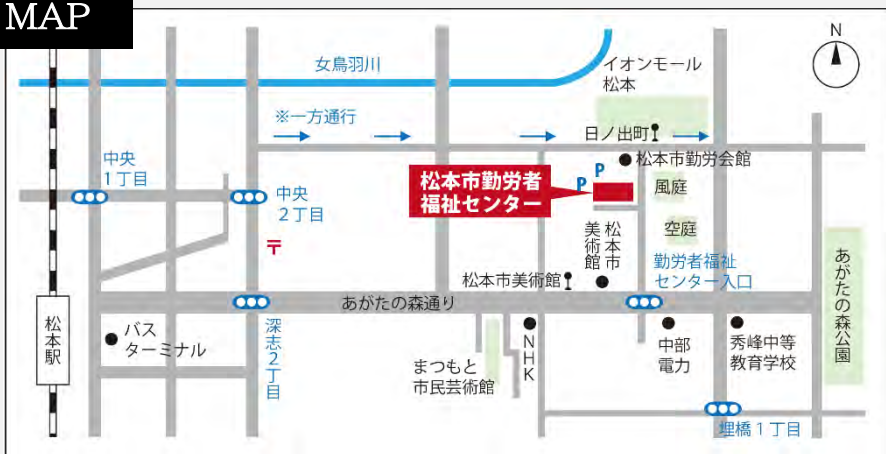 MAP
N
女鳥羽川
イオンモール
松本
※一方通行
日ノ出町
松本市勤労会館
中央
1丁目
中央
2丁目
松本市勤労者
福祉センター
P
P
風庭
空庭
〒
松本市
美術館
松本市美術館
勤労者福祉
センター入口
あがたの森公園
あがたの森通り
松本駅
バス
ターミナル
深志2丁目
まつもと
市民芸術館
NHK
中部
電力
秀峰中等
教育学校
埋橋1丁目